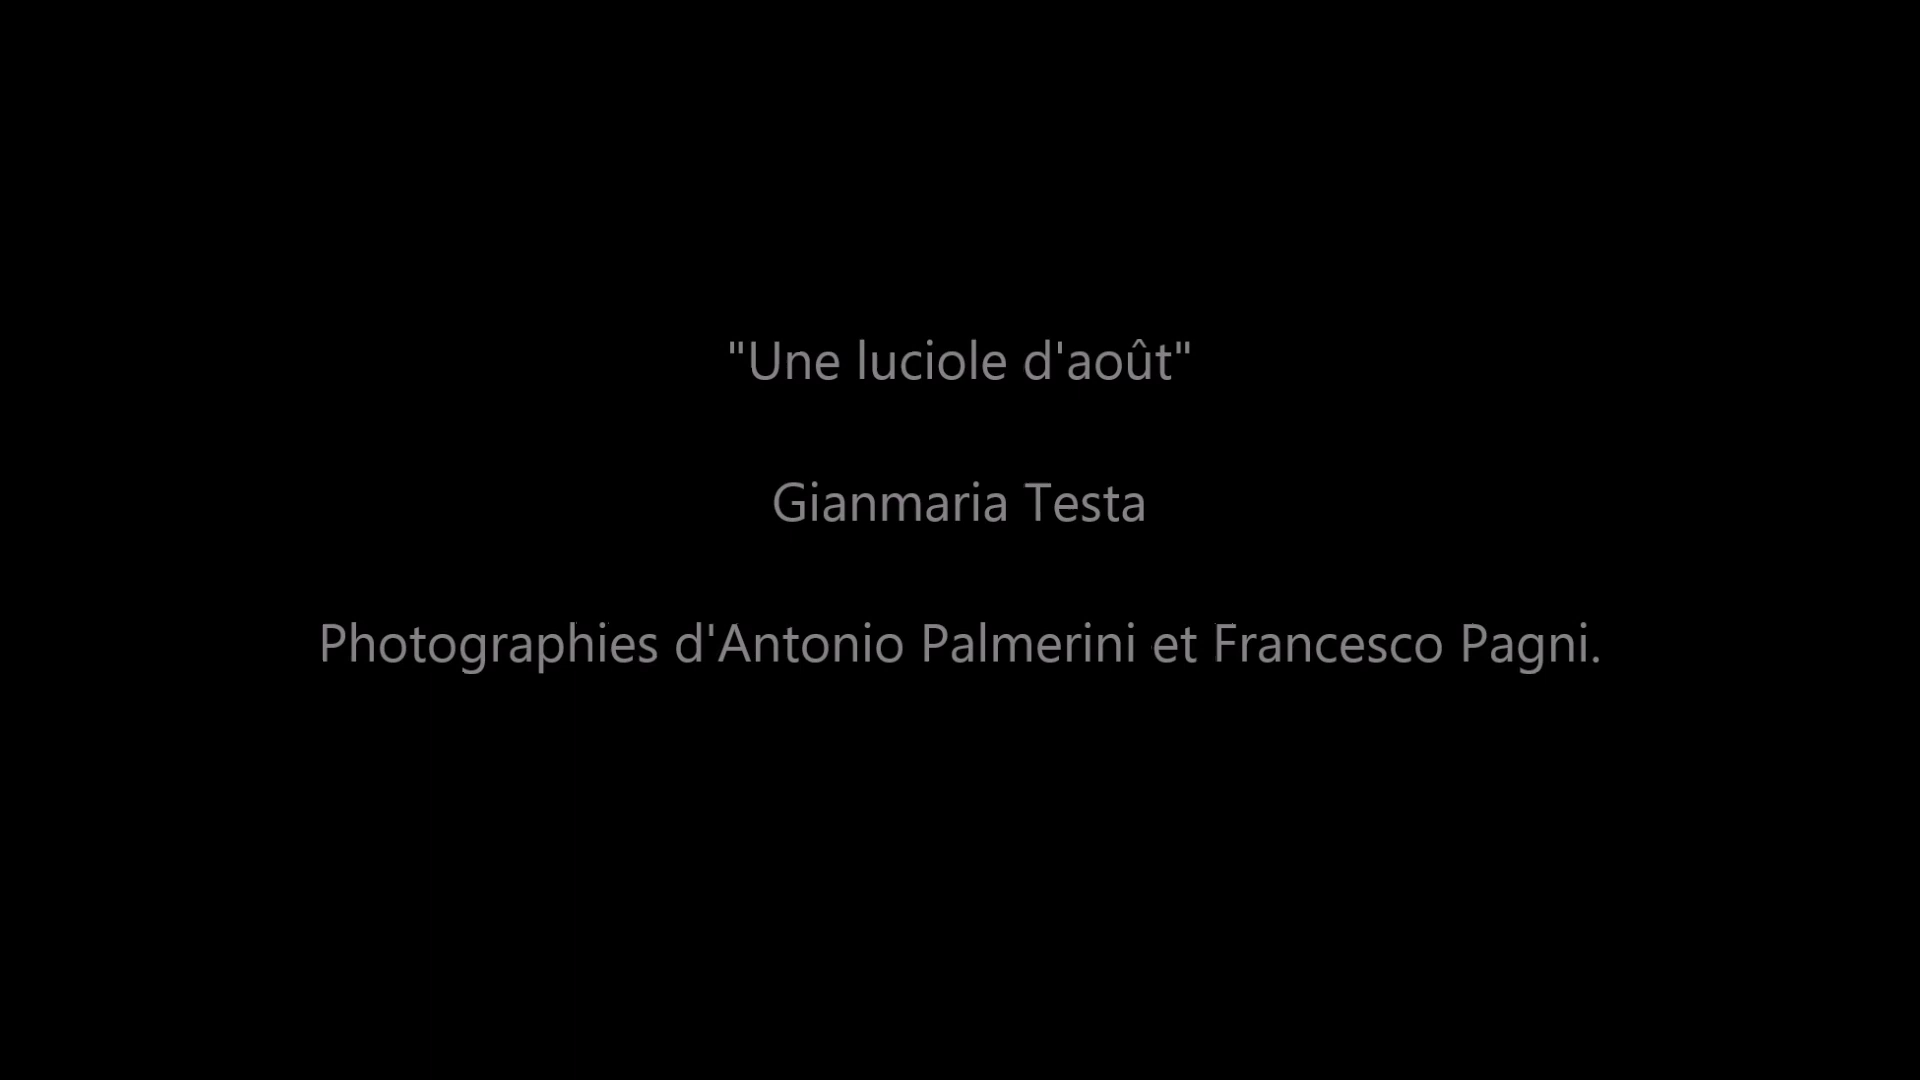 "Une luciole d'août"
Gianmaria Testa
Photographies d'Antonio Palmerini et Francesco Pagni.